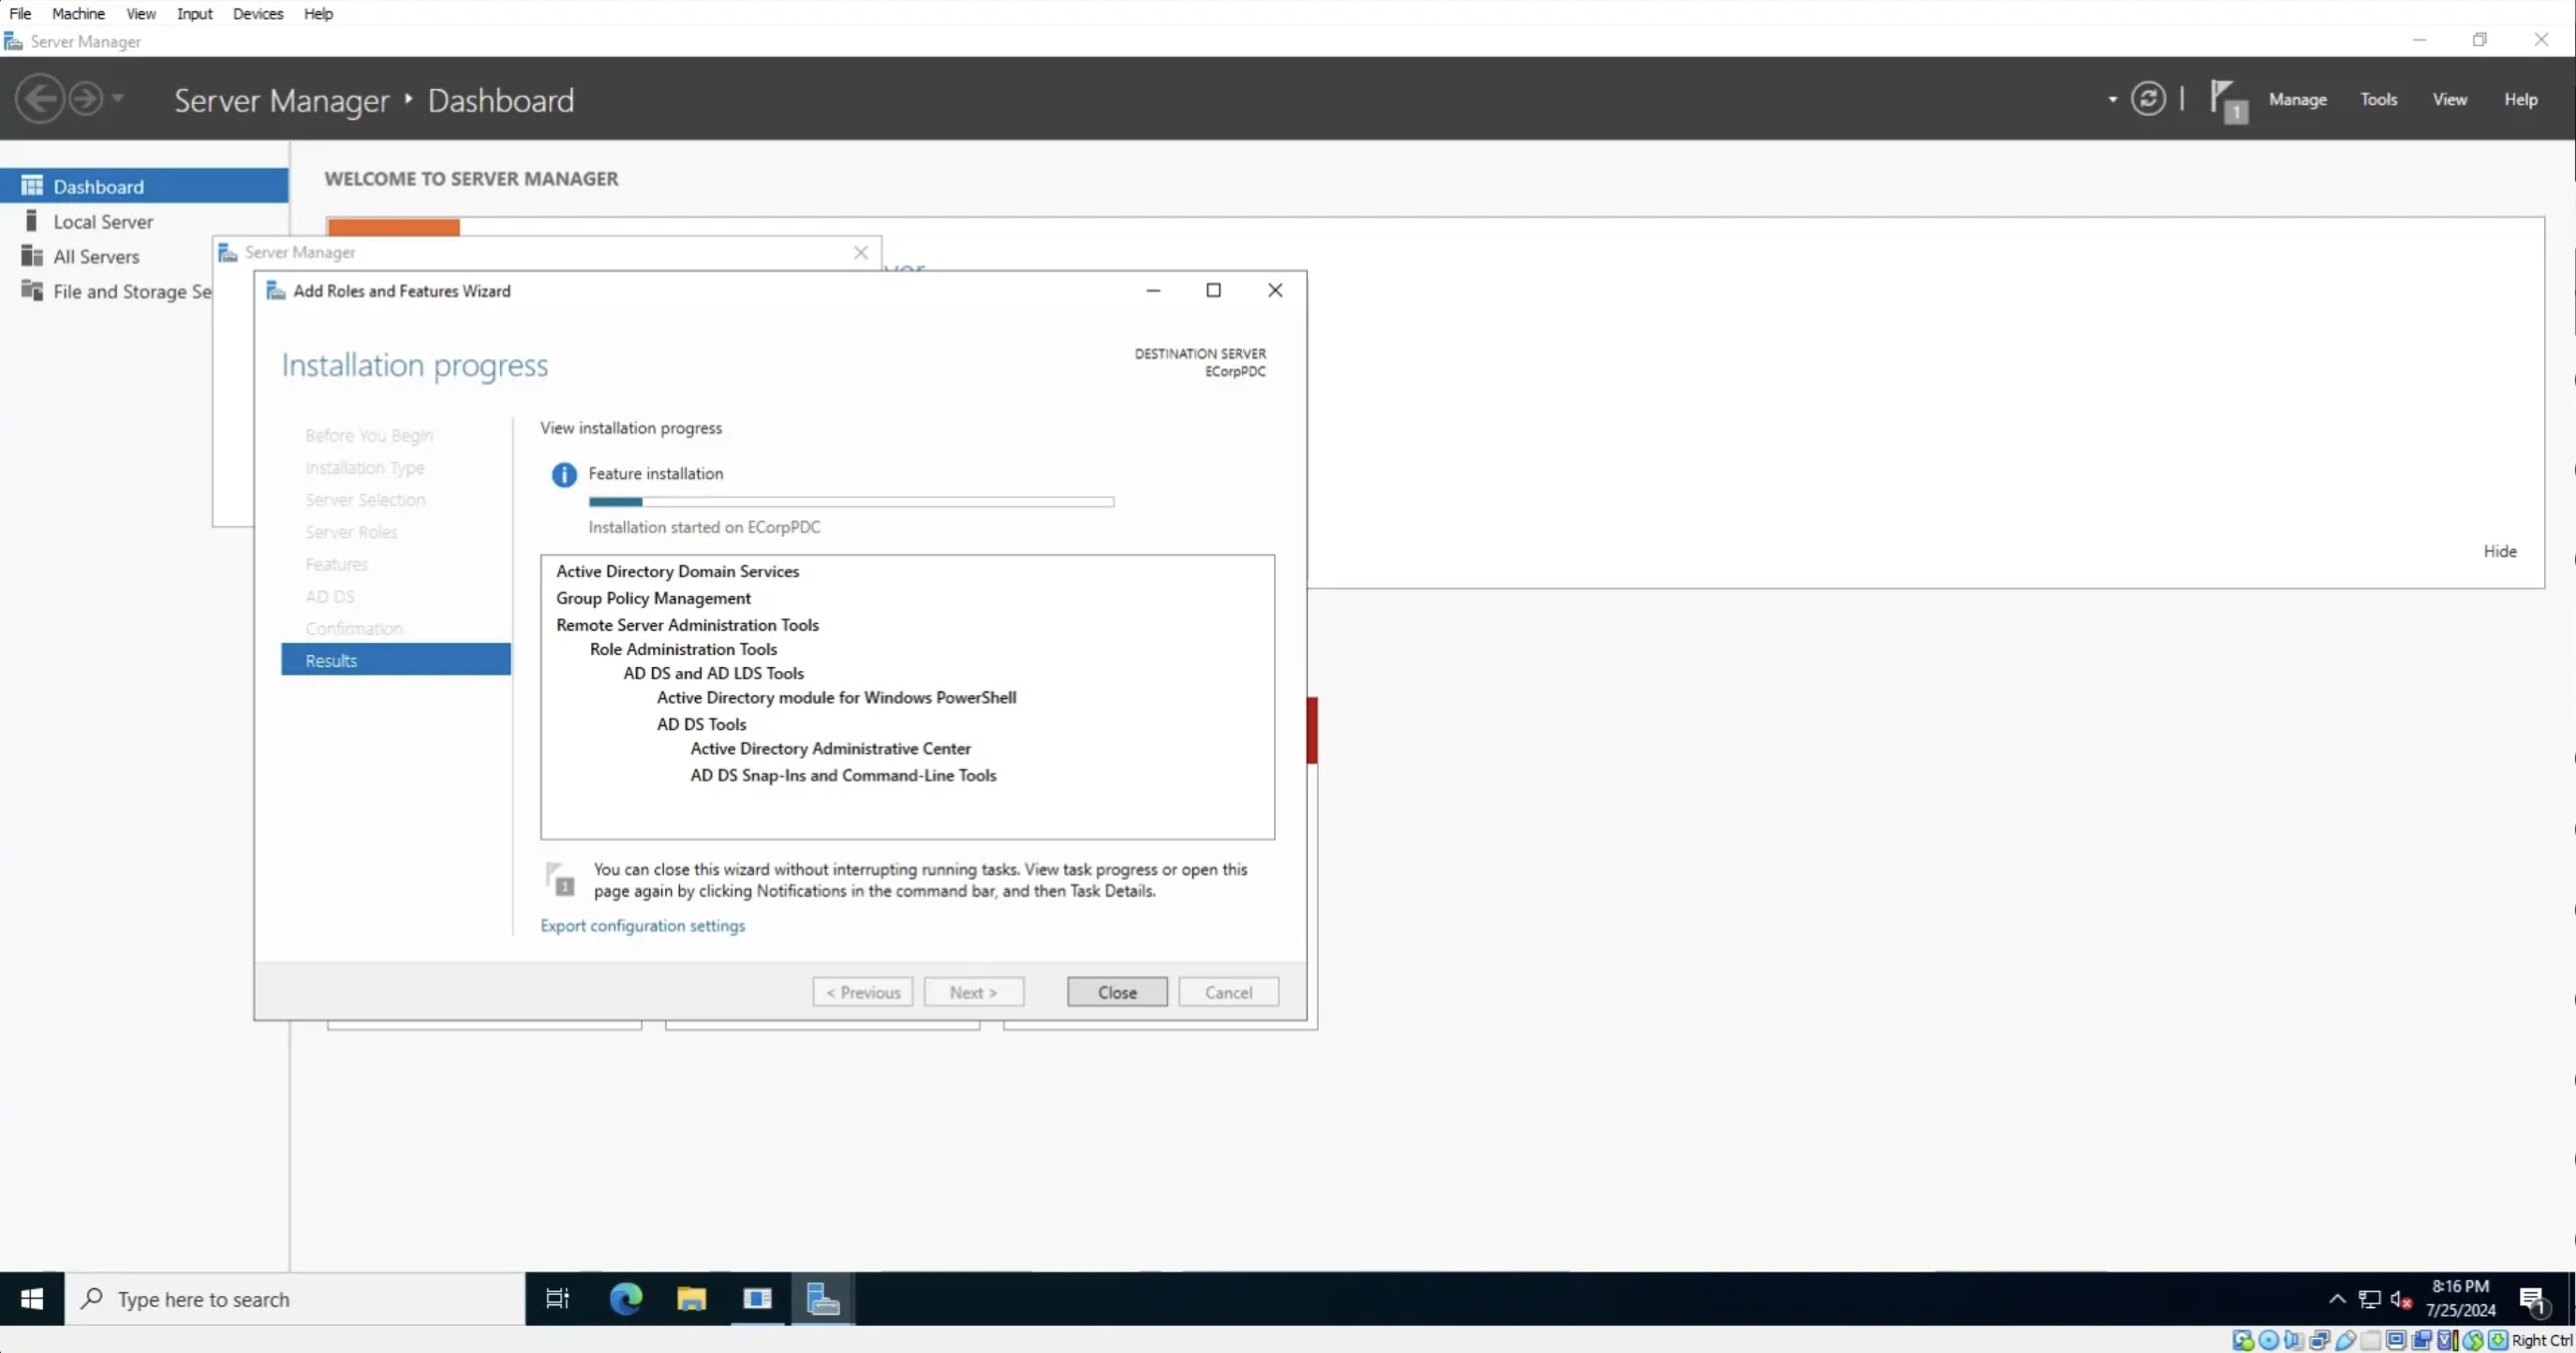 File Machine View Input Devices Help
Server Manager
Server Manager ‣ Dashboard
1 Manage Tools View Help
Dashboard
Local Server
All Servers
File and Storage Se
WELCOME TO SERVER MANAGER
Server Manager
Add Roles and Features Wizard
Installation progress
DESTINATION SERVER
ECorpPDC
Before You Begin
Installation Type
Server Selection
Server Roles
Features
AD DS
Confirmation
Results
View installation progress
Feature installation
Installation started on ECorpPDC
Active Directory Domain Services
Group Policy Management
Remote Server Administration Tools
Role Administration Tools
AD DS and AD LDS Tools
Active Directory module for Windows PowerShell
AD DS Tools
Active Directory Administrative Center
AD DS Snap-Ins and Command-Line Tools
1
You can close this wizard without interrupting running tasks. View task progress or open this
page again by clicking Notifications in the command bar, and then Task Details.
Export configuration settings
< Previous Next > Close Cancel
Hide
Type here to search
8:16 PM
7/25/2024
1
Right Ctrl